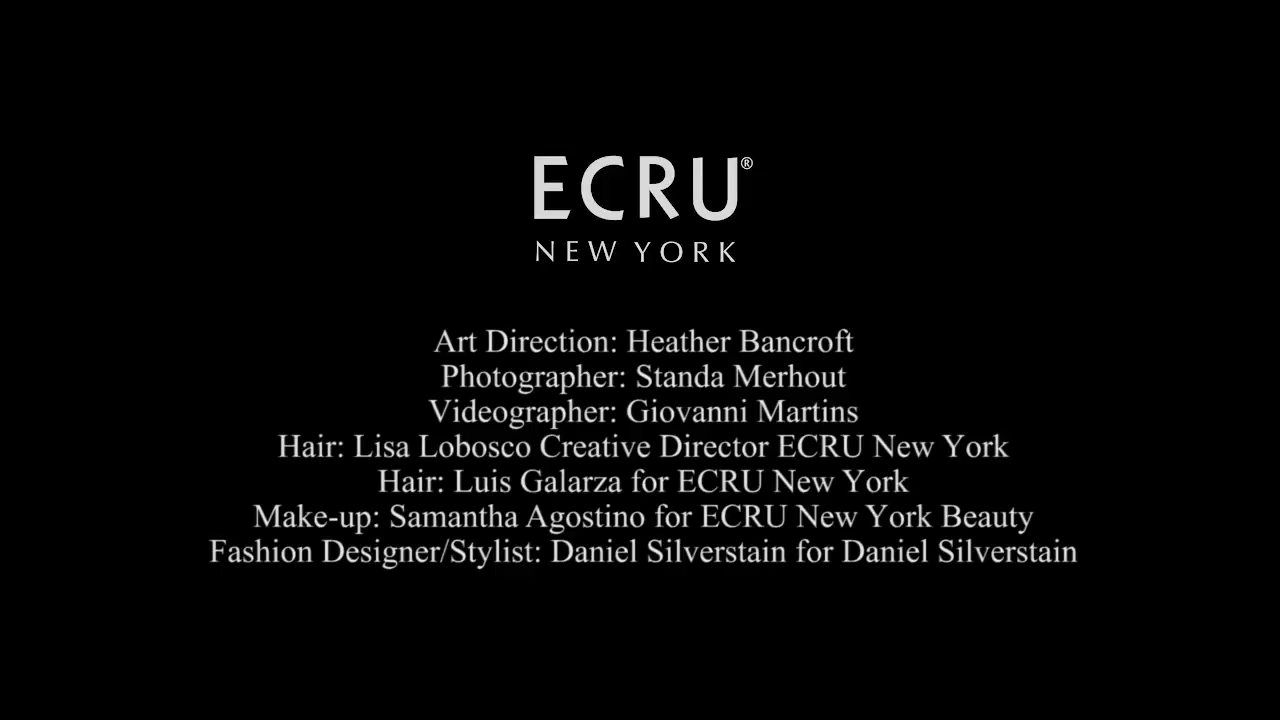 ECRU®
NEW YORK
Art Direction: Heather Bancroft
Photographer: Standa Merhout
Videographer: Giovanni Martins
Hair: Lisa Lobosco Creative Director ECRU New York
Hair: Luis Galarza for ECRU New York
Make-up: Samantha Agostino for ECRU New York Beauty
Fashion Designer/Stylist: Daniel Silverstain for Daniel Silverstain